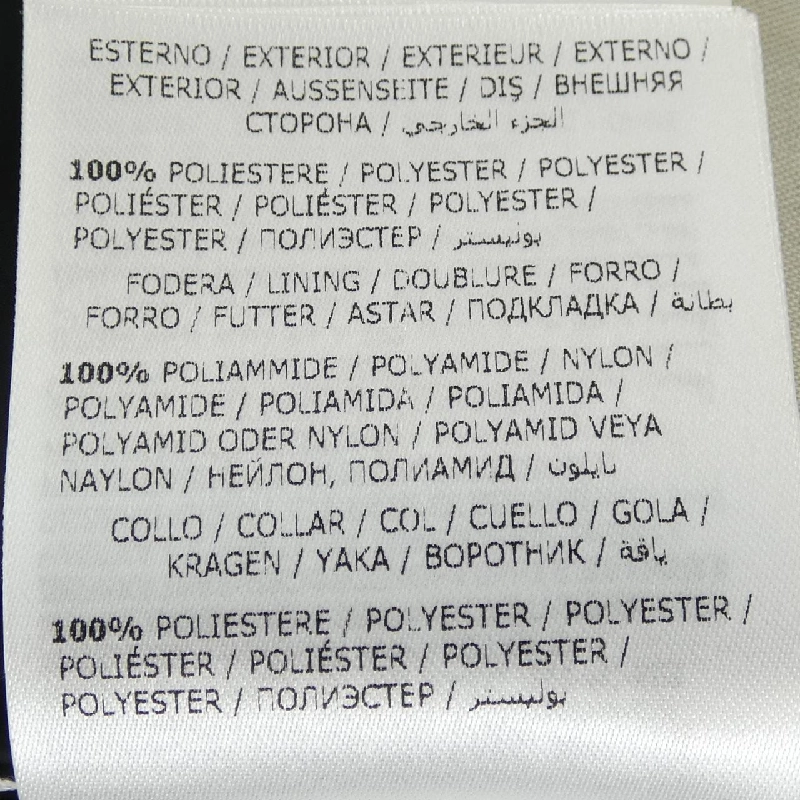 ESTERNO / EXTERIOR / EXTERIEUR / EXTERNO /
EXTERIOR / AUSSENSEITE / DIŞ / ВНЕШНЯЯ
СТОРОНА / الجزء الخارجي
100% POLIESTERE / POLYESTER / POLYESTER /
POLIÉSTER / POLIÉSTER / POLYESTER /
POLYESTER / ПОЛИЭСТЕР / بوليستر
FODERA / LINING / DOUBLURE / FORRO /
FORRO / FUTTER / ASTAR / ПОДКЛАДКА / بطانة
100% POLIAMMIDE / POLYAMIDE / NYLON /
POLYAMIDE / POLIAMIDA / POLIAMIDA /
POLYAMID ODER NYLON / POLYAMID VEYA
NAYLON / НЕЙЛОН, ПОЛИАМИД / نايلون
COLLO / COLLAR / COL / CUELLO / GOLA /
KRAGEN / YAKA / ВОРОТНИК / ياقة
100% POLIESTERE / POLYESTER / POLYESTER /
POLIÉSTER / POLIÉSTER / POLYESTER /
POLYESTER / ПОЛИЭСТЕР / بوليستر